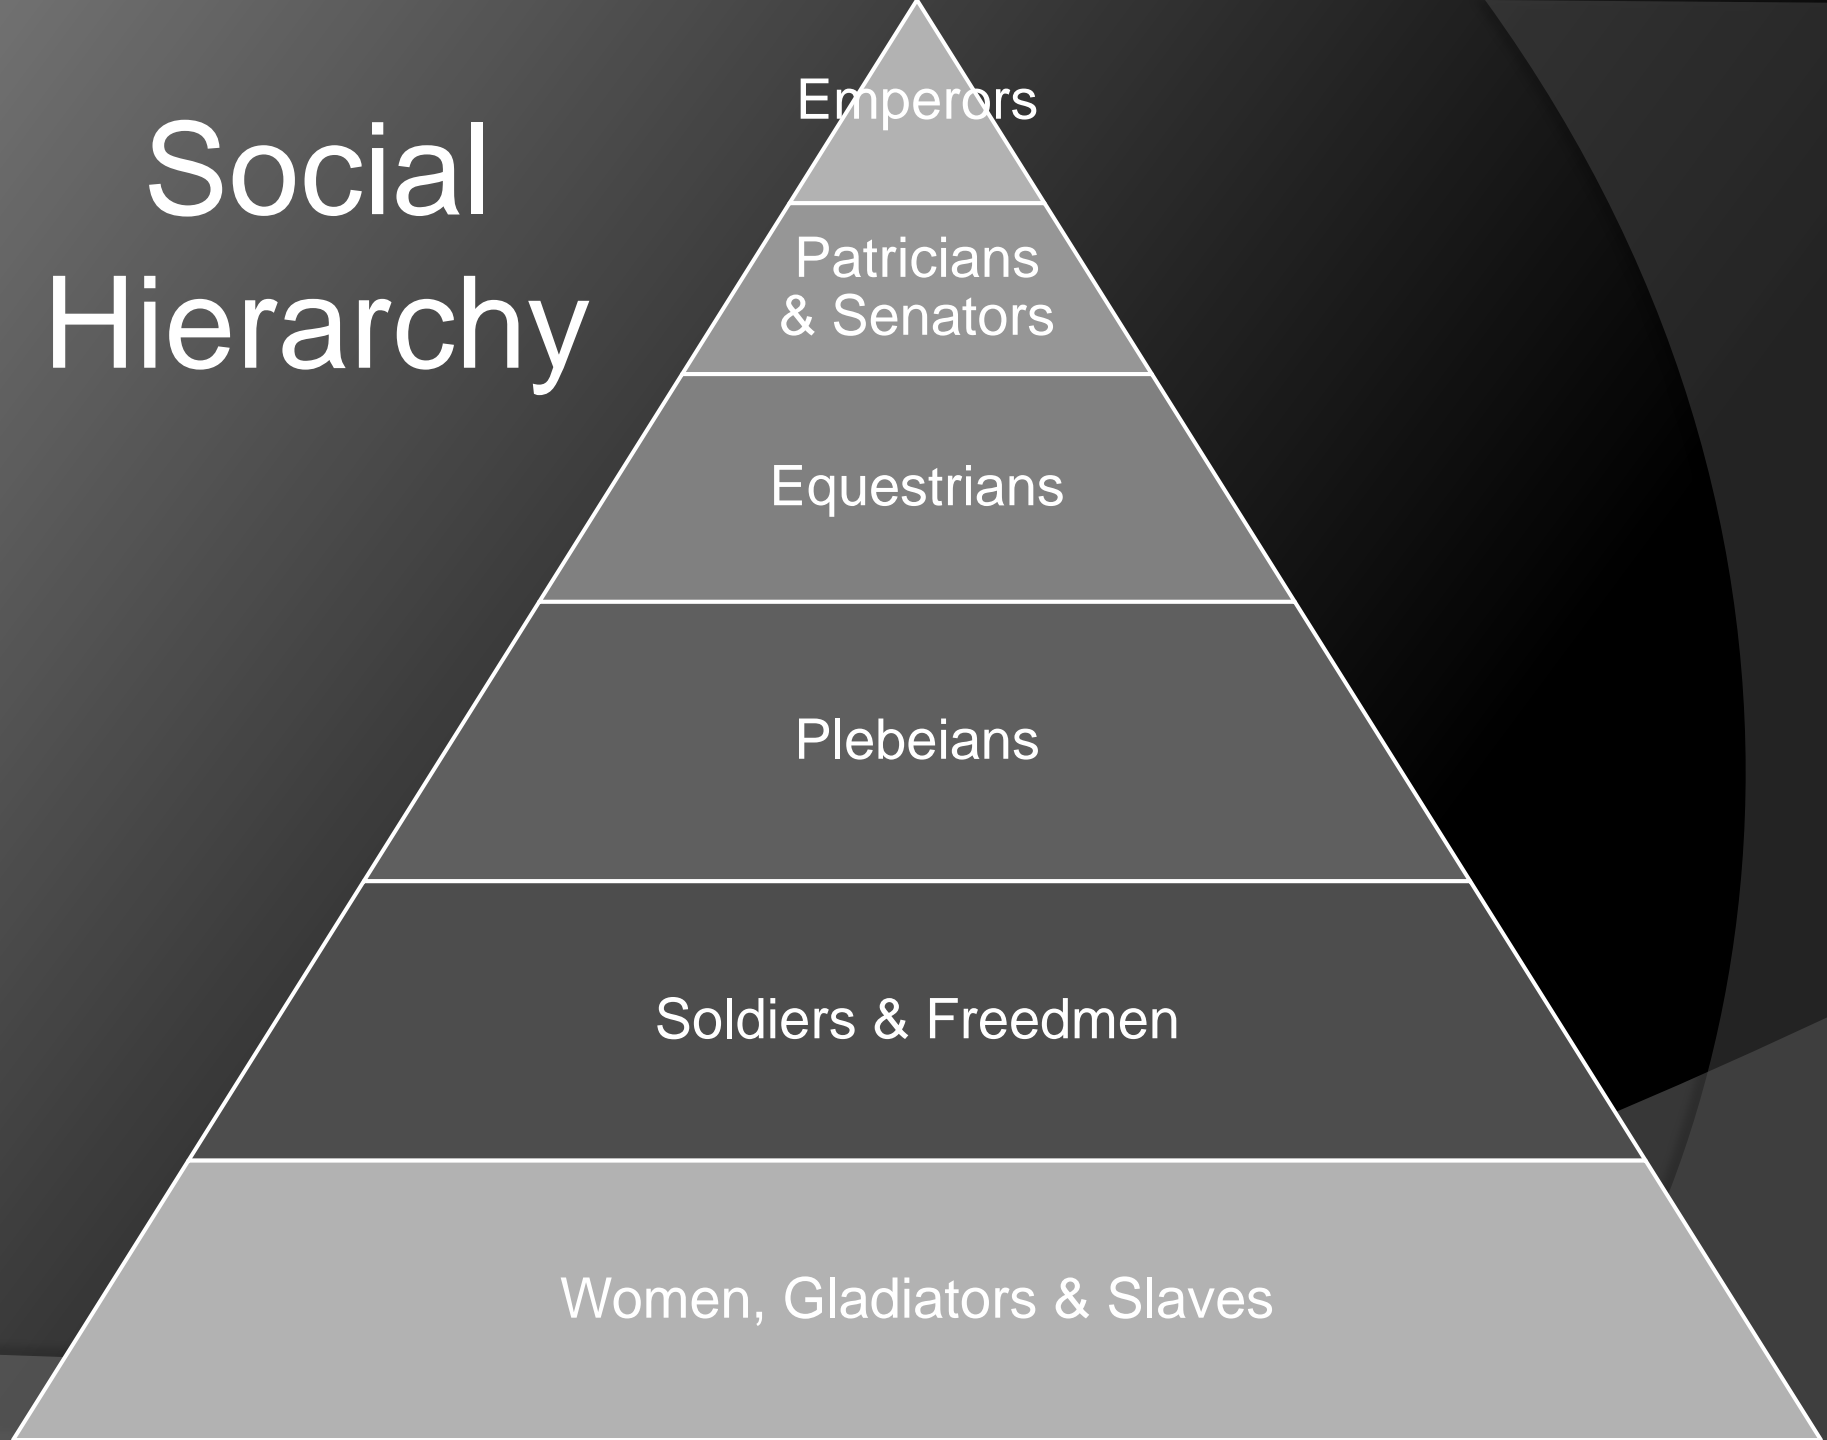 Social
Hierarchy
Emperors
Patricians
& Senators
Equestrians
Plebeians
Soldiers & Freedmen
Women, Gladiators & Slaves